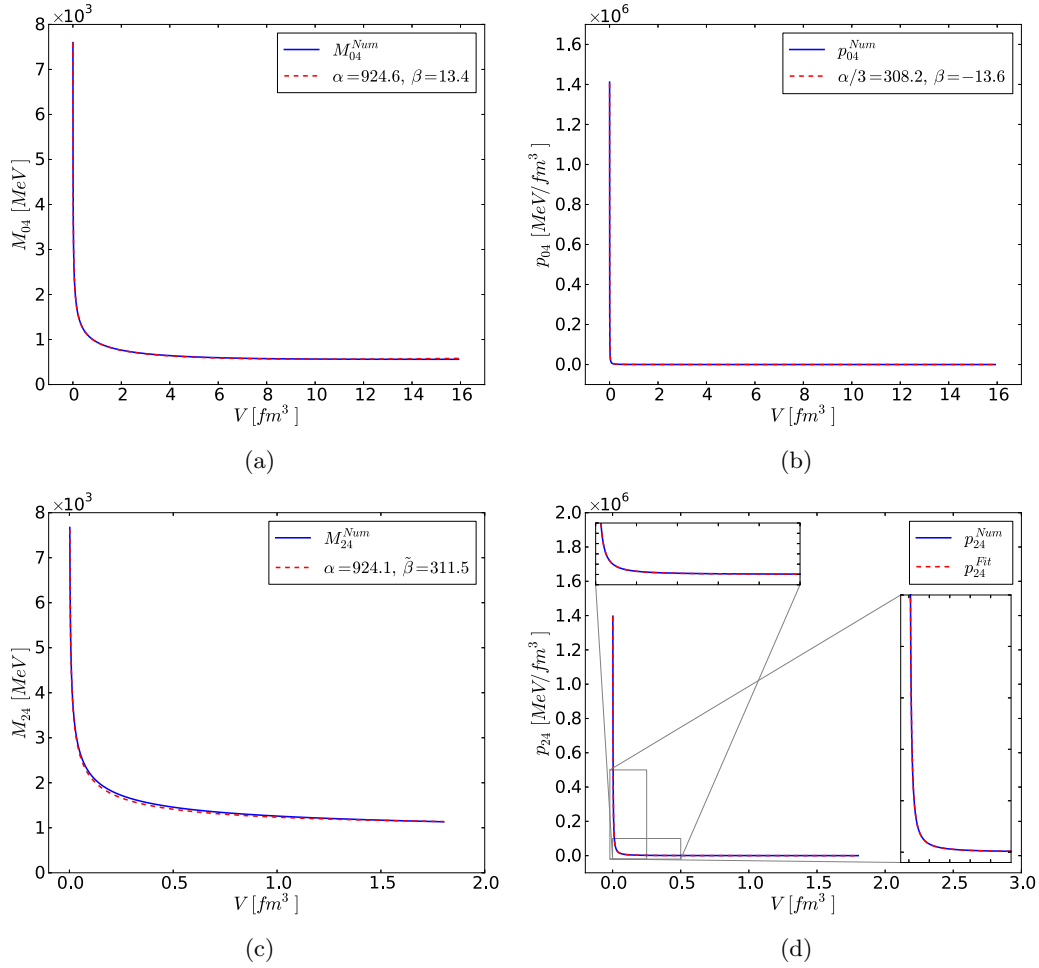 ×10³
8
7
6
5
4
3
2
1
0
M₀₄ [MeV]
M₀₄^Num
α=924.6, β=13.4
0 2 4 6 8 10 12 14 16
V [fm³ ]
(a)
×10⁶
1.6
1.4
1.2
1.0
0.8
0.6
0.4
0.2
0.0
p₀₄ [MeV/fm³ ]
p₀₄^Num
α/3=308.2, β=−13.6
0 2 4 6 8 10 12 14 16
V [fm³ ]
(b)
×10³
8
7
6
5
4
3
2
1
0
M₂₄ [MeV]
M₂₄^Num
α=924.1, β̃=311.5
0.0 0.5 1.0 1.5 2.0
V [fm³ ]
(c)
×10⁶
2.0
1.8
1.6
1.4
1.2
1.0
0.8
0.6
0.4
0.2
0.0
p₂₄ [MeV/fm³ ]
p₂₄^Num
p₂₄^Fit
0.0 0.5 1.0 1.5 2.0 2.5 3.0
V [fm³ ]
(d)